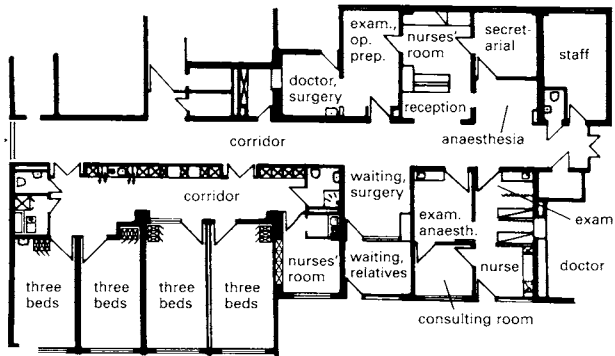 exam.,
op.
prep.
nurses'
room
secret-
arial
staff
doctor,
surgery
reception
anaesthesia
corridor
corridor
waiting,
surgery
exam.
anaesth.
exam
nurses'
room
waiting,
relatives
nurse
doctor
three
beds
three
beds
three
beds
three
beds
consulting room